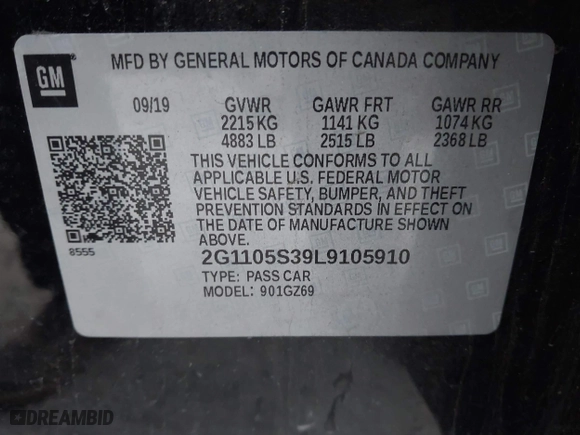 GM
MFD BY GENERAL MOTORS OF CANADA COMPANY
09/19 GVWR GAWR FRT GAWR RR
2215 KG 1141 KG 1074 KG
4883 LB 2515 LB 2368 LB
THIS VEHICLE CONFORMS TO ALL
APPLICABLE U.S. FEDERAL MOTOR
VEHICLE SAFETY, BUMPER, AND THEFT
PREVENTION STANDARDS IN EFFECT ON
THE DATE OF MANUFACTURE SHOWN
ABOVE.
8555
2G1105S39L9105910
TYPE: PASS CAR
MODEL: 901GZ69
DREAMBID